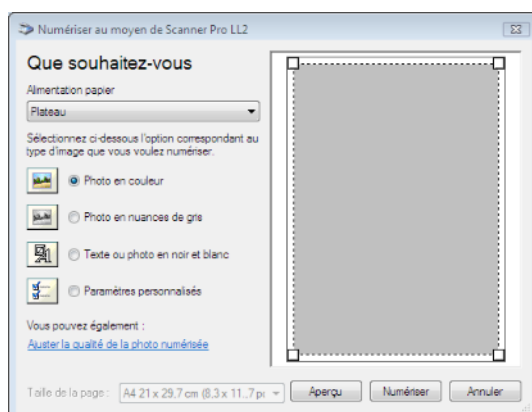 Numériser au moyen de Scanner Pro LL2
Que souhaitez-vous
Alimentation papier
Plateau
Sélectionnez ci-dessous l'option correspondant au
type d'image que vous voulez numériser.
Photo en couleur
Photo en nuances de gris
Texte ou photo en noir et blanc
Paramètres personnalisés
Vous pouvez également :
Ajuster la qualité de la photo numérisée
Taille de la page : A4 21 x 29,7 cm (8,3 x 11..7 po
Aperçu Numériser Annuler